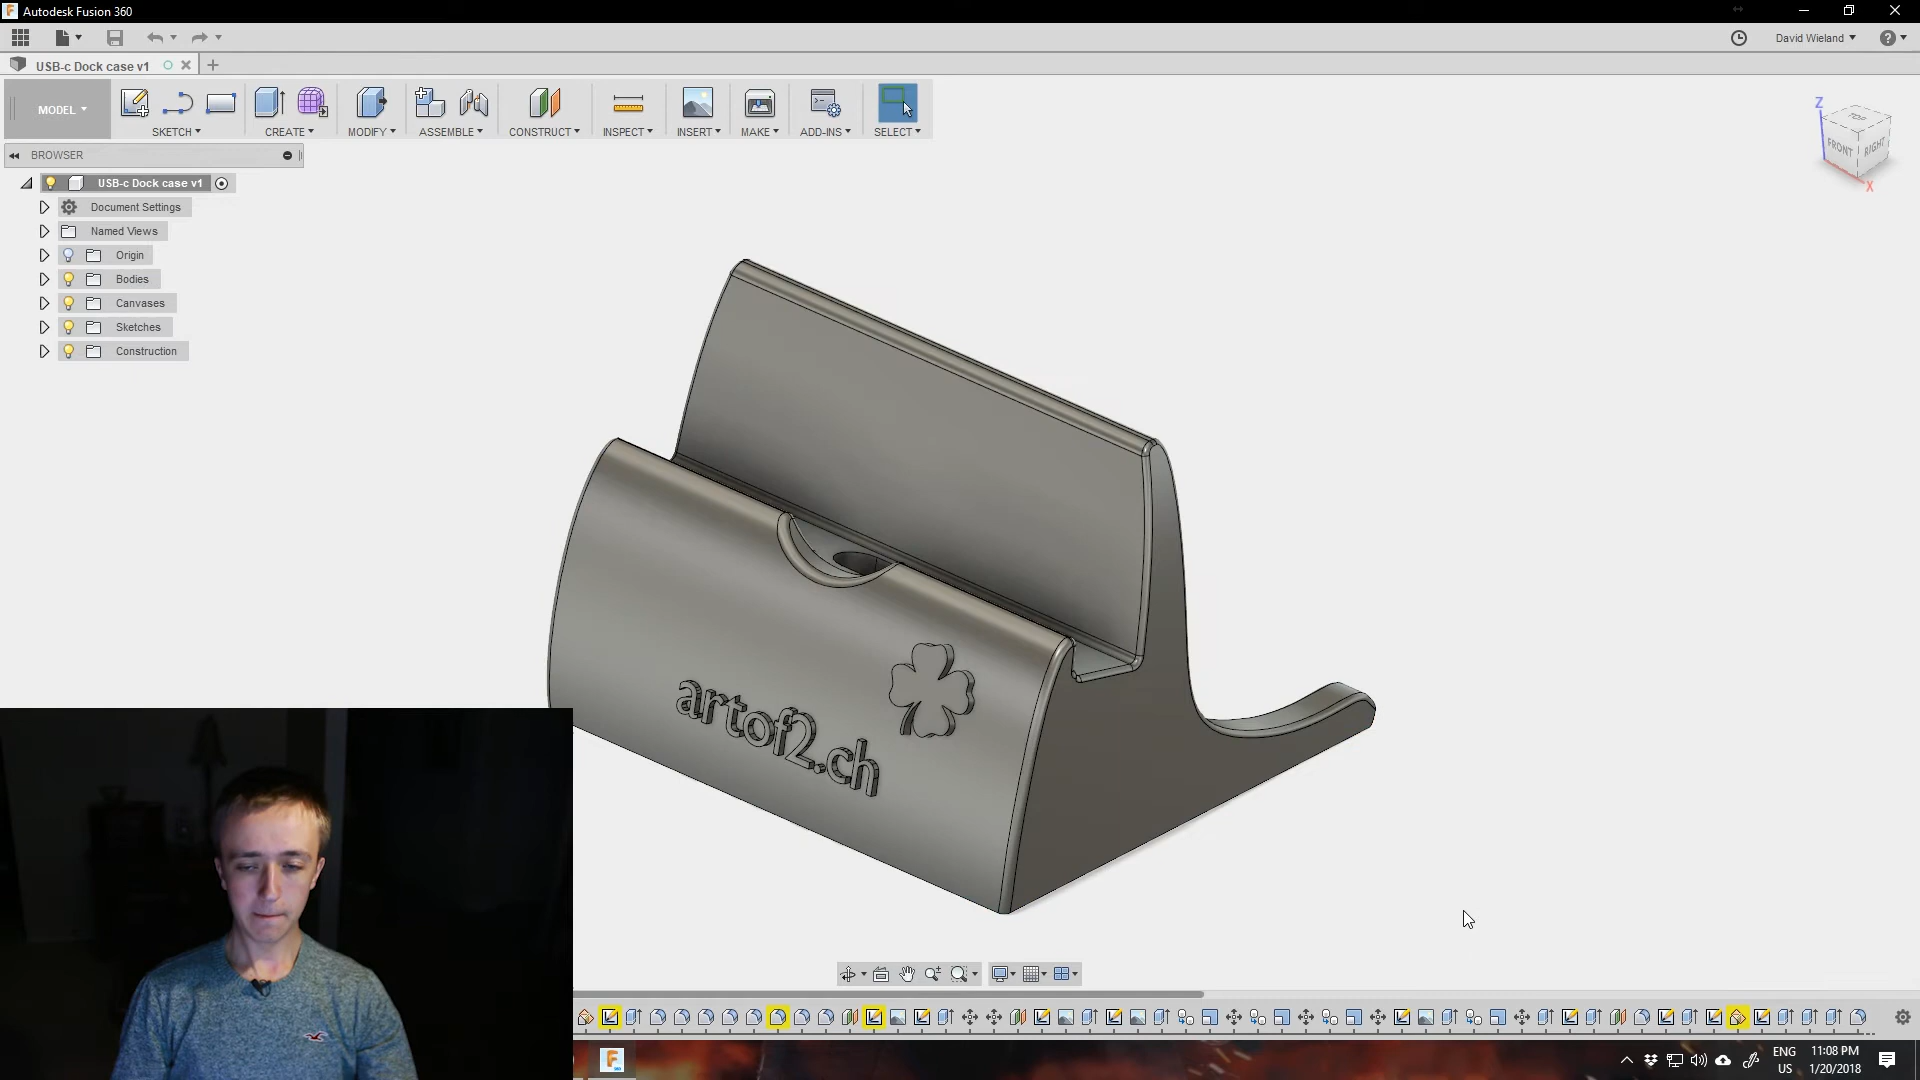 Autodesk Fusion 360
David Wieland
USB-c Dock case v1
MODEL
SKETCH
CREATE
MODIFY
ASSEMBLE
CONSTRUCT
INSPECT
INSERT
MAKE
ADD-INS
SELECT
BROWSER
USB-c Dock case v1
Document Settings
Named Views
Origin
Bodies
Canvases
Sketches
Construction
Z
TOP
FRONT
RIGHT
X
artof2.ch
ENG
US
11:08 PM
1/20/2018